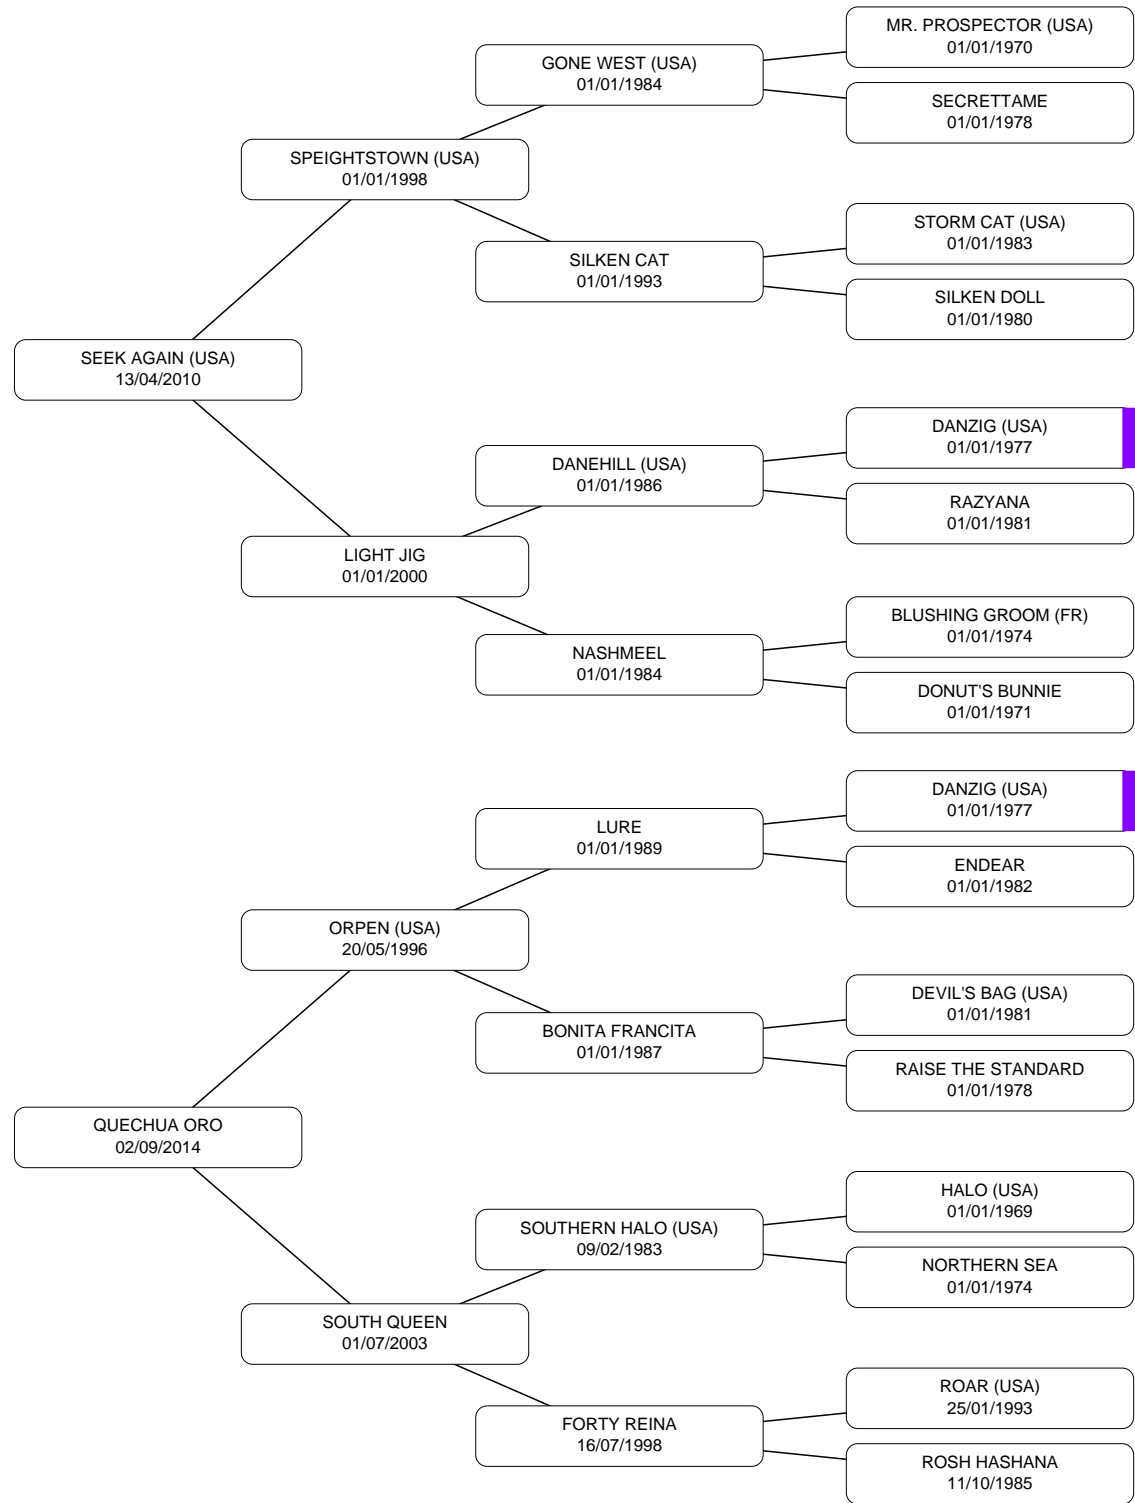 MR. PROSPECTOR (USA)
01/01/1970
GONE WEST (USA)
01/01/1984
SECRETTAME
01/01/1978
SPEIGHTSTOWN (USA)
01/01/1998
STORM CAT (USA)
01/01/1983
SILKEN CAT
01/01/1993
SILKEN DOLL
01/01/1980
SEEK AGAIN (USA)
13/04/2010
DANZIG (USA)
01/01/1977
DANEHILL (USA)
01/01/1986
RAZYANA
01/01/1981
LIGHT JIG
01/01/2000
BLUSHING GROOM (FR)
01/01/1974
NASHMEEL
01/01/1984
DONUT'S BUNNIE
01/01/1971
DANZIG (USA)
01/01/1977
LURE
01/01/1989
ENDEAR
01/01/1982
ORPEN (USA)
20/05/1996
DEVIL'S BAG (USA)
01/01/1981
BONITA FRANCITA
01/01/1987
RAISE THE STANDARD
01/01/1978
QUECHUA ORO
02/09/2014
HALO (USA)
01/01/1969
SOUTHERN HALO (USA)
09/02/1983
NORTHERN SEA
01/01/1974
SOUTH QUEEN
01/07/2003
ROAR (USA)
25/01/1993
FORTY REINA
16/07/1998
ROSH HASHANA
11/10/1985